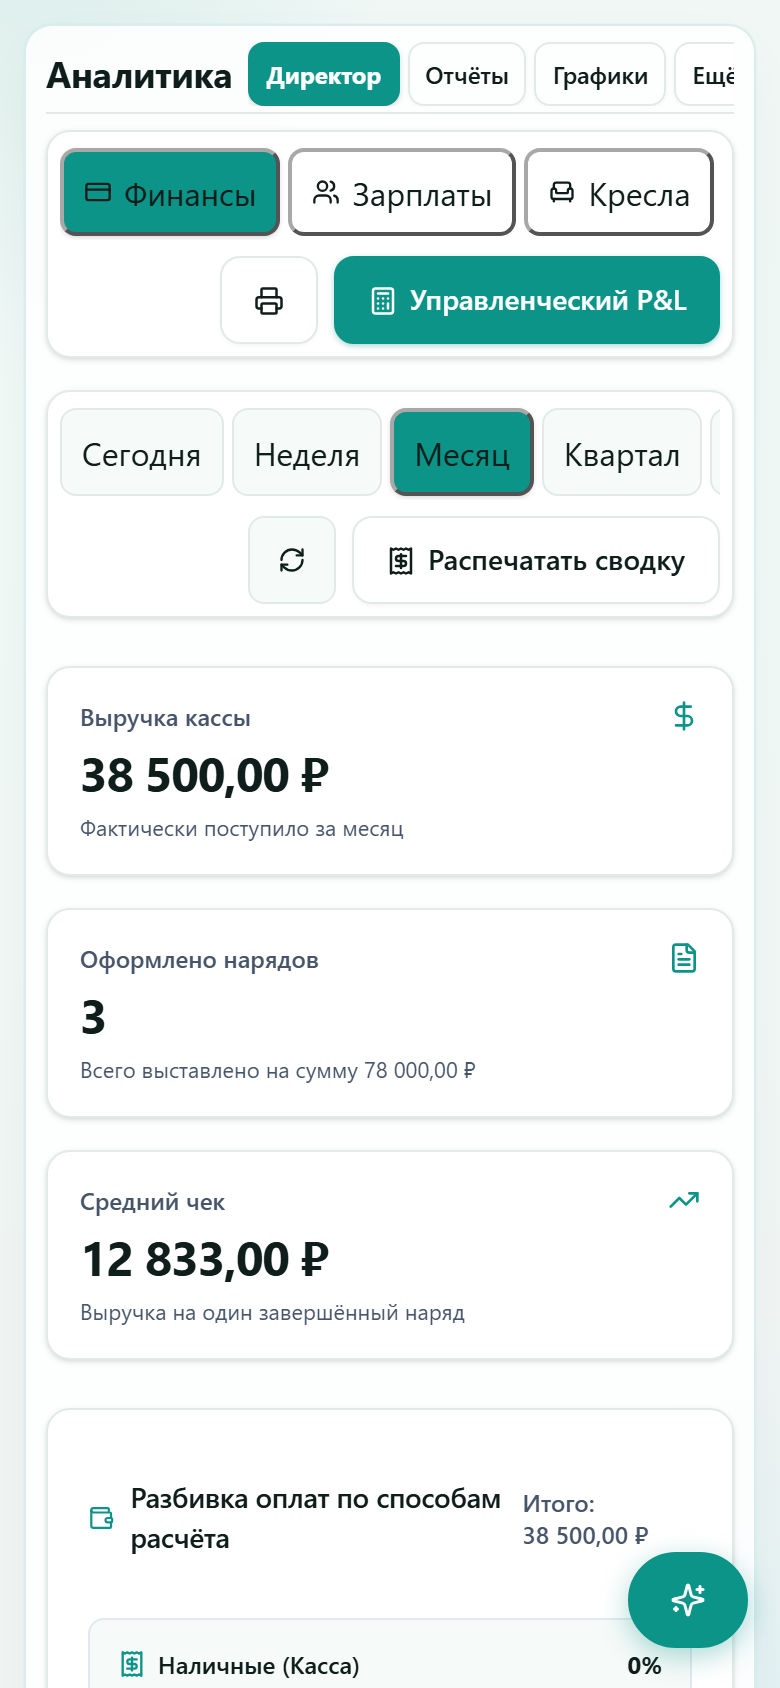 Аналитика Директор Отчёты Графики Ещё
Финансы Зарплаты Кресла
Управленческий P&L
Сегодня Неделя Месяц Квартал
Распечатать сводку
Выручка кассы
38 500,00 ₽
Фактически поступило за месяц
Оформлено нарядов
3
Всего выставлено на сумму 78 000,00 ₽
Средний чек
12 833,00 ₽
Выручка на один завершённый наряд
Разбивка оплат по способам
расчёта
Итого:
38 500,00 ₽
Наличные (Касса) 0%